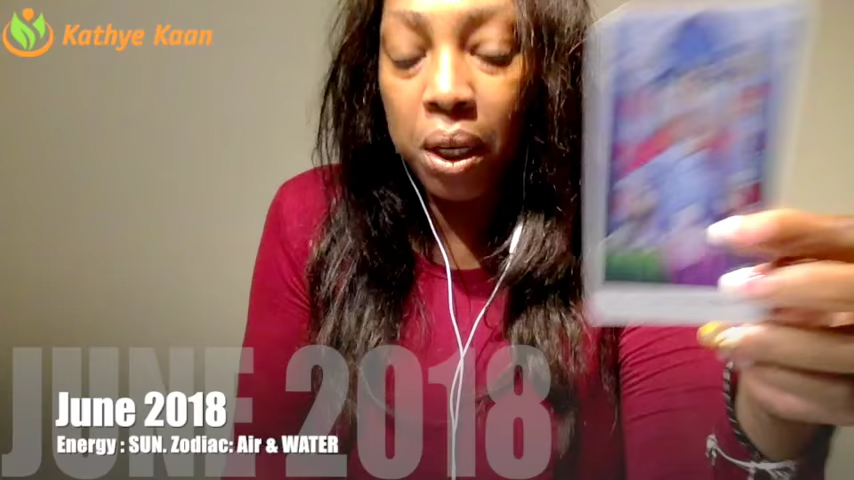 Kathye Kaan
JUNE 2018
June 2018
Energy : SUN. Zodiac: Air & WATER